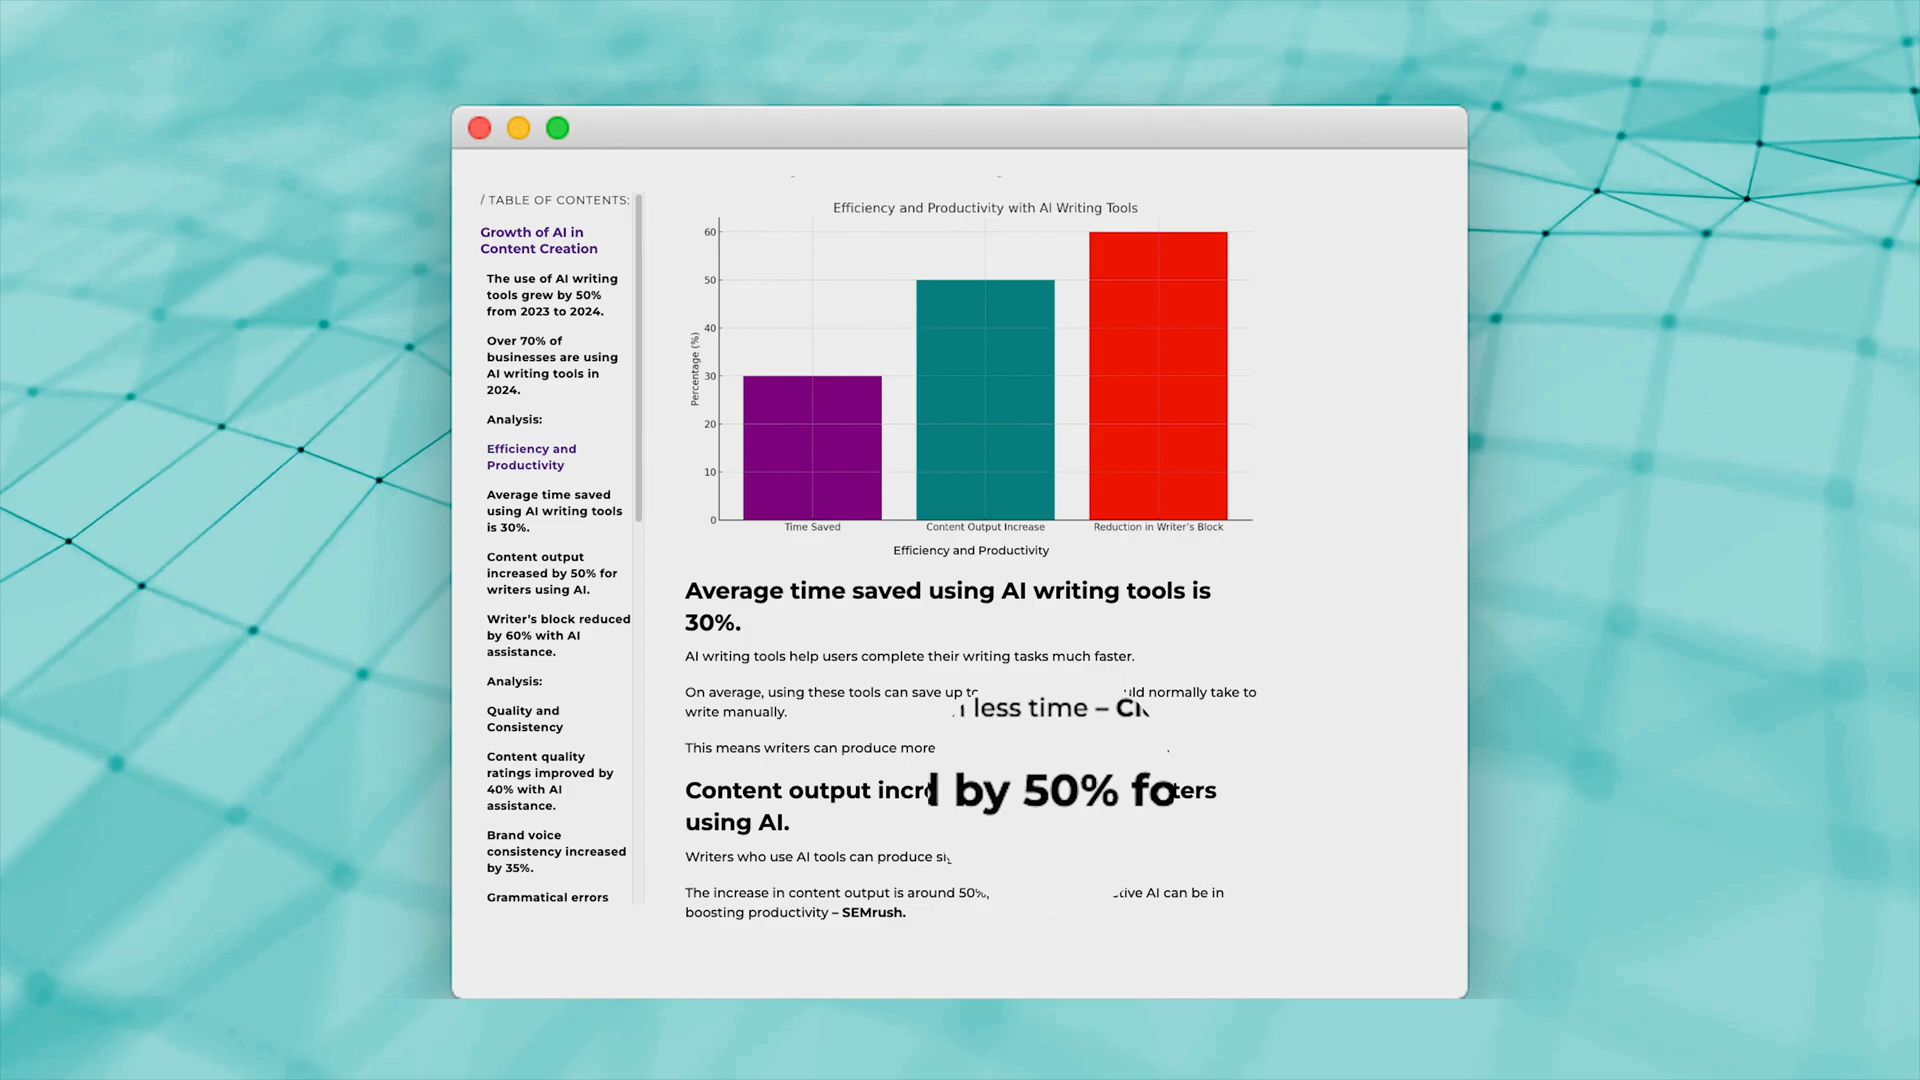 / TABLE OF CONTENTS:
Growth of AI in
Content Creation
The use of AI writing
tools grew by 50%
from 2023 to 2024.
Over 70% of
businesses are using
AI writing tools in
2024.
Analysis:
Efficiency and
Productivity
Average time saved
using AI writing tools
is 30%.
Content output
increased by 50% for
writers using AI.
Writer's block reduced
by 60% with AI
assistance.
Analysis:
Quality and
Consistency
Content quality
ratings improved by
40% with AI
assistance.
Brand voice
consistency increased
by 35%.
Grammatical errors
Efficiency and Productivity with AI Writing Tools
Percentage (%)
60
50
40
30
20
10
0
Time Saved Content Output Increase Reduction in Writer's Block
Efficiency and Productivity
Average time saved using AI writing tools is
30%.
AI writing tools help users complete their writing tasks much faster.
On average, using these tools can save up normally take to
write manually.
less time –
This means writers can produce more
Content output by 50%
using AI.
Writers who use AI tools can produce
The increase in content output is around 50%, AI can be in
boosting productivity – SEMrush.